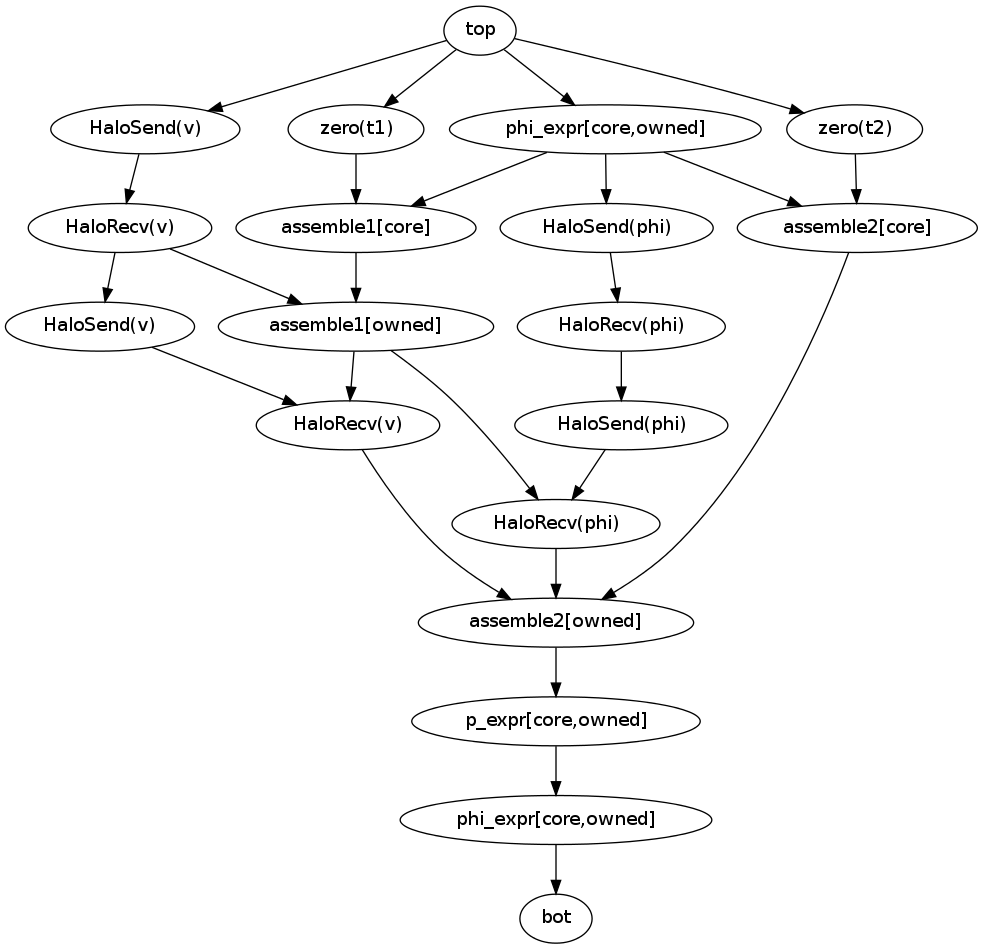 top
HaloSend(v)
zero(t1)
phi_expr[core,owned]
zero(t2)
HaloRecv(v)
assemble1[core]
HaloSend(phi)
assemble2[core]
HaloSend(v)
assemble1[owned]
HaloRecv(phi)
HaloRecv(v)
HaloSend(phi)
HaloRecv(phi)
assemble2[owned]
p_expr[core,owned]
phi_expr[core,owned]
bot